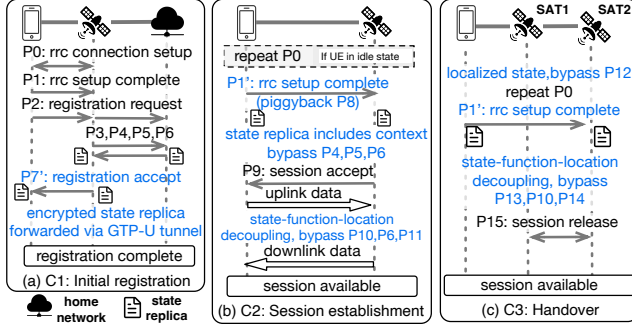 P0: rrc connection setup
P1: rrc setup complete
P2: registration request
P3,P4,P5,P6
P7': registration accept
encrypted state replica
forwarded via GTP-U tunnel
registration complete
(a) C1: Initial registration
home
network
state
replica
repeat P0
If UE in idle state
P1': rrc setup complete
(piggyback P8)
state replica includes context
bypass P4,P5,P6
P9: session accept
uplink data
state-function-location
decoupling, bypass P10,P6,P11
downlink data
session available
(b) C2: Session establishment
SAT1
SAT2
localized state,bypass P12
repeat P0
P1': rrc setup complete
state-function-location
decoupling, bypass
P13,P10,P14
P15: session release
session available
(c) C3: Handover